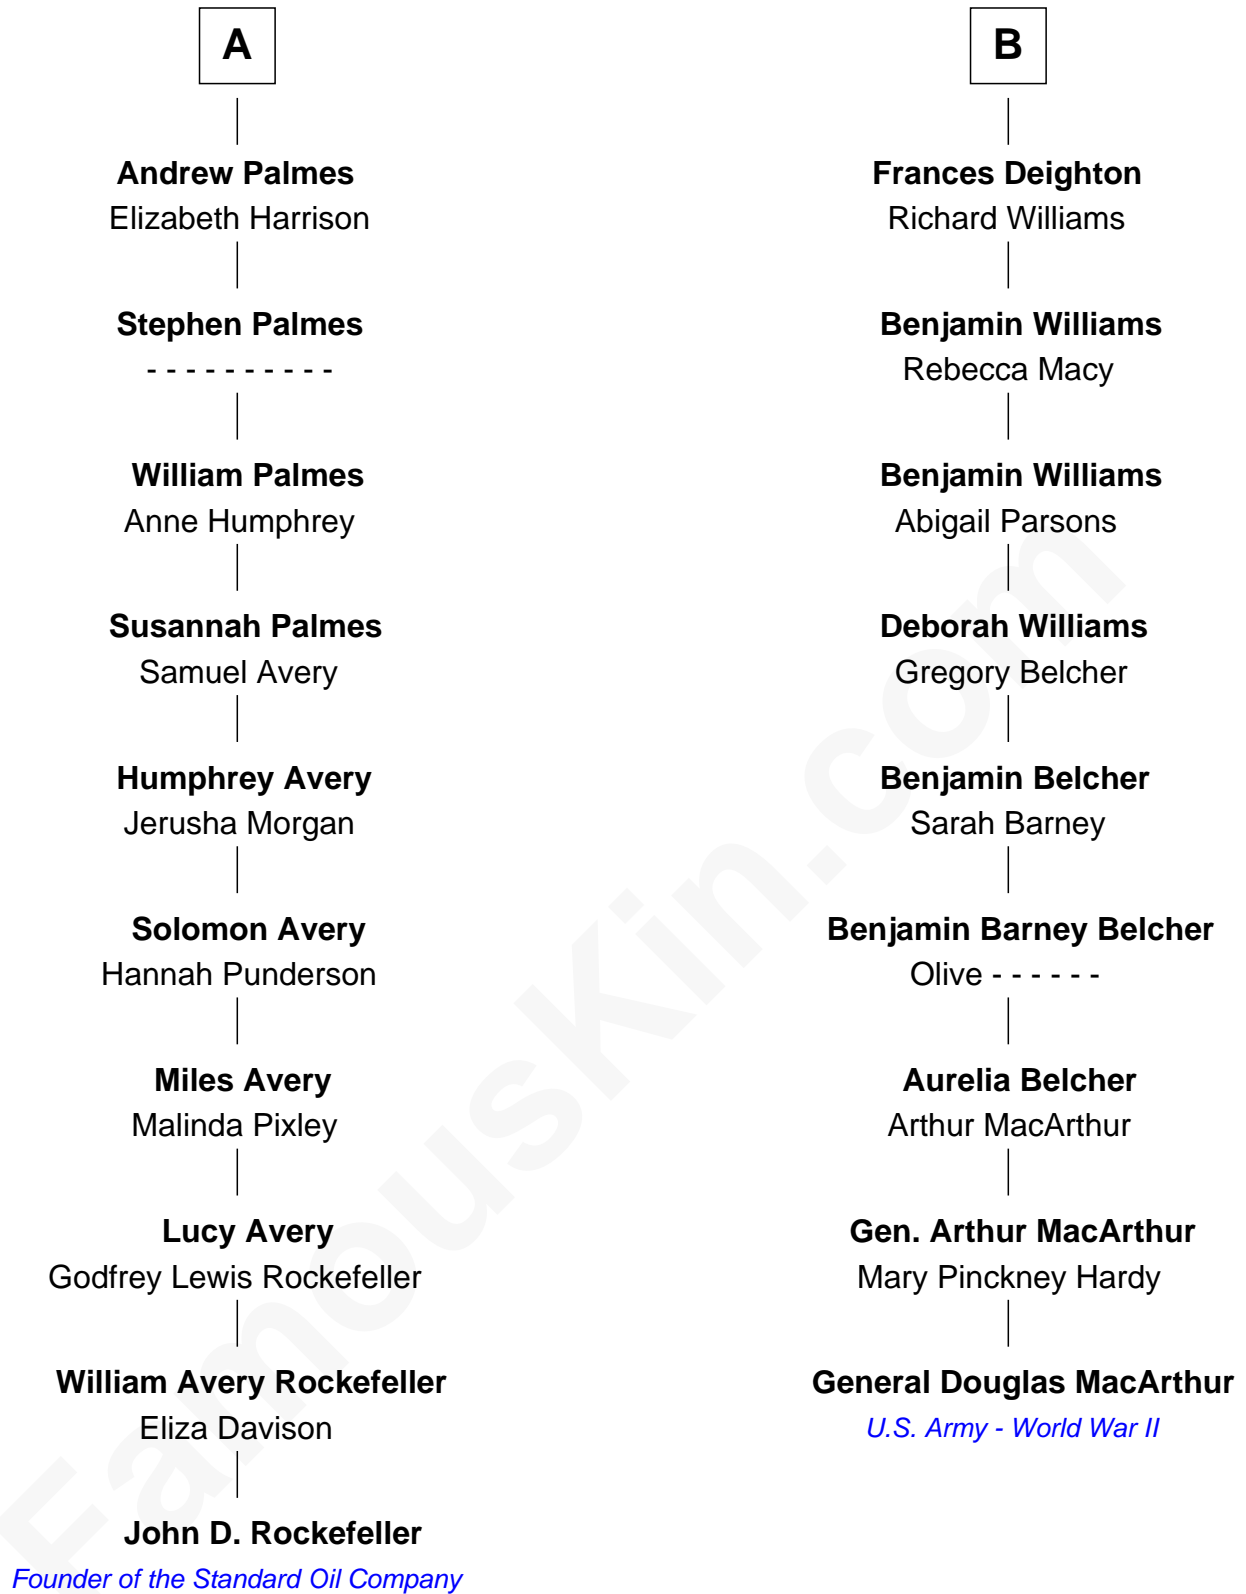 A
Andrew Palmes
Elizabeth Harrison
Stephen Palmes
- - - - - - - - - -
William Palmes
Anne Humphrey
Susannah Palmes
Samuel Avery
Humphrey Avery
Jerusha Morgan
Solomon Avery
Hannah Punderson
Miles Avery
Malinda Pixley
Lucy Avery
Godfrey Lewis Rockefeller
William Avery Rockefeller
Eliza Davison
John D. Rockefeller
Founder of the Standard Oil Company
B
Frances Deighton
Richard Williams
Benjamin Williams
Rebecca Macy
Benjamin Williams
Abigail Parsons
Deborah Williams
Gregory Belcher
Benjamin Belcher
Sarah Barney
Benjamin Barney Belcher
Olive - - - - - -
Aurelia Belcher
Arthur MacArthur
Gen. Arthur MacArthur
Mary Pinckney Hardy
General Douglas MacArthur
U.S. Army - World War II
FamousKin.com